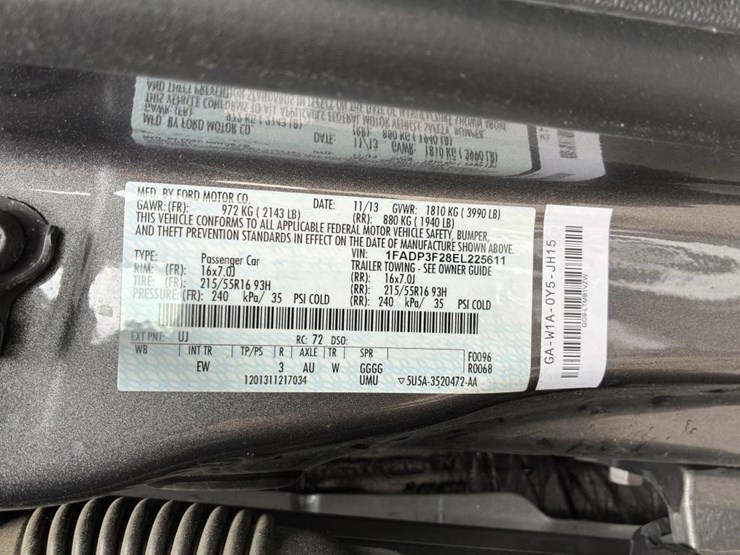 MFD. BY FORD MOTOR CO. DATE: 11/13 GVWR: 1810 KG ( 3990 LB)
GAWR: (FR): 972 KG ( 2143 LB) (RR): 880 KG ( 1940 LB)
THIS VEHICLE CONFORMS TO ALL APPLICABLE FEDERAL MOTOR VEHICLE SAFETY, BUMPER,
AND THEFT PREVENTION STANDARDS IN EFFECT ON THE DATE OF MANUFACTURE SHOWN ABOVE.
VIN: 1FADP3F28EL225611
TYPE: Passenger Car TRAILER TOWING - SEE OWNER GUIDE
RIM: (FR): 16x7.0J (RR): 16x7.0J
TIRE: (FR): 215/55R16 93H (RR): 215/55R16 93H
PRESSURE: (FR): 240 kPa/ 35 PSI COLD (RR): 240 kPa/ 35 PSI COLD
EXT PNT: UJ RC: 72 DSO:
WB INT TR TP/PS R AXLE TR SPR F0096
EW 3 AU W GGGG R0068
1201311217034 UMU ▽5U5A-3520472-AA
GA-W1A-0Y5-JH15